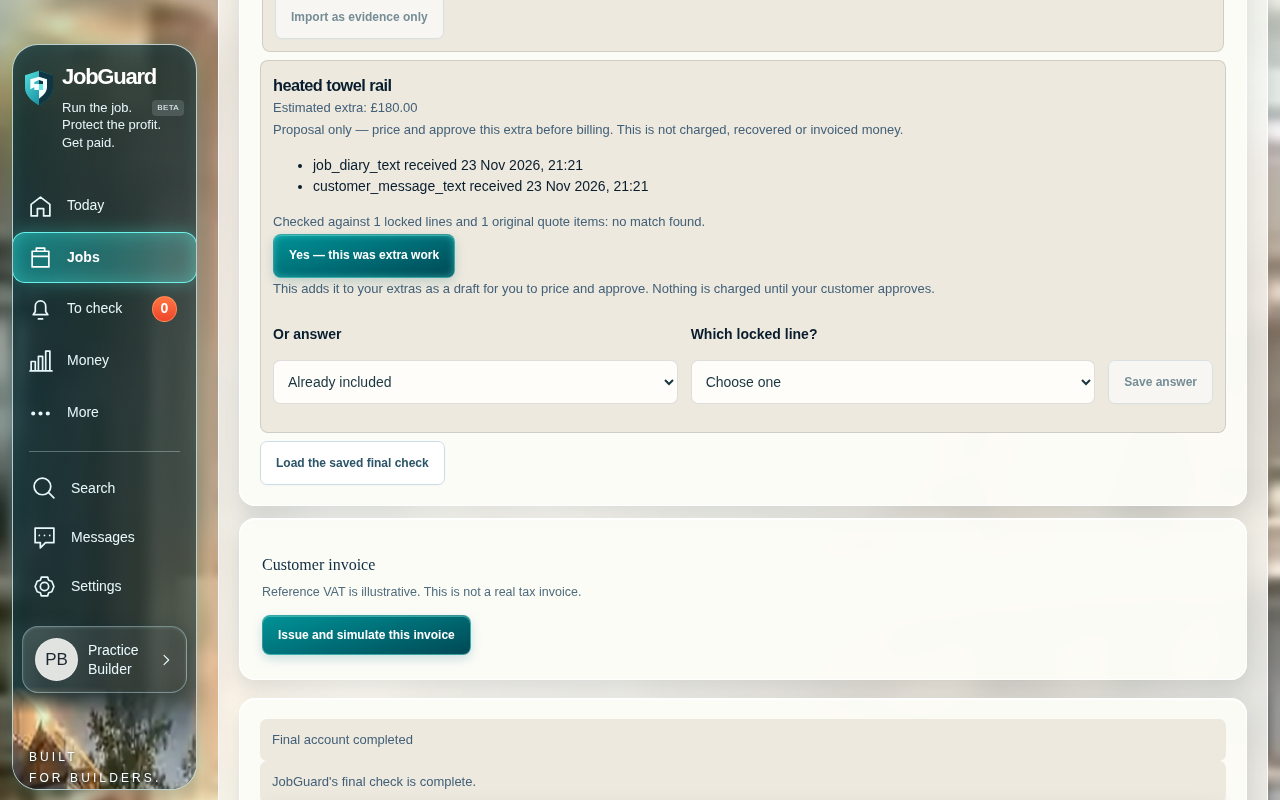 JobGuard
Run the job.
BETA
Protect the profit.
Get paid.
Today
Jobs
To check
0
Money
More
Search
Messages
Settings
PB
Practice
Builder
BUILT
FOR BUILDERS.
Import as evidence only
heated towel rail
Estimated extra: £180.00
Proposal only — price and approve this extra before billing. This is not charged, recovered or invoiced money.
job_diary_text received 23 Nov 2026, 21:21
customer_message_text received 23 Nov 2026, 21:21
Checked against 1 locked lines and 1 original quote items: no match found.
Yes — this was extra work
This adds it to your extras as a draft for you to price and approve. Nothing is charged until your customer approves.
Or answer
Which locked line?
Already included
Choose one
Save answer
Load the saved final check
Customer invoice
Reference VAT is illustrative. This is not a real tax invoice.
Issue and simulate this invoice
Final account completed
JobGuard's final check is complete.